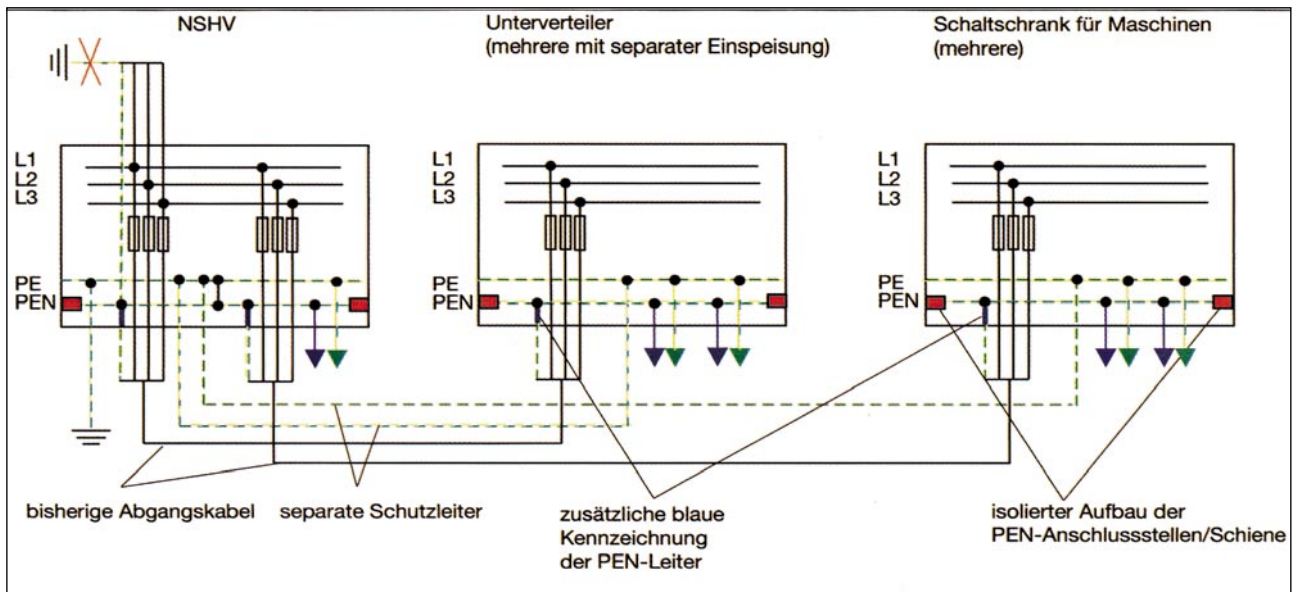 NSHV
Unterverteiler
(mehrere mit separater Einspeisung)
Schaltschrank für Maschinen
(mehrere)
L1
L2
L3
PE
PEN
L1
L2
L3
PE
PEN
L1
L2
L3
PE
PEN
bisherige Abgangskabel
separate Schutzleiter
zusätzliche blaue
Kennzeichnung
der PEN-Leiter
isolierter Aufbau der
PEN-Anschlussstellen/Schiene